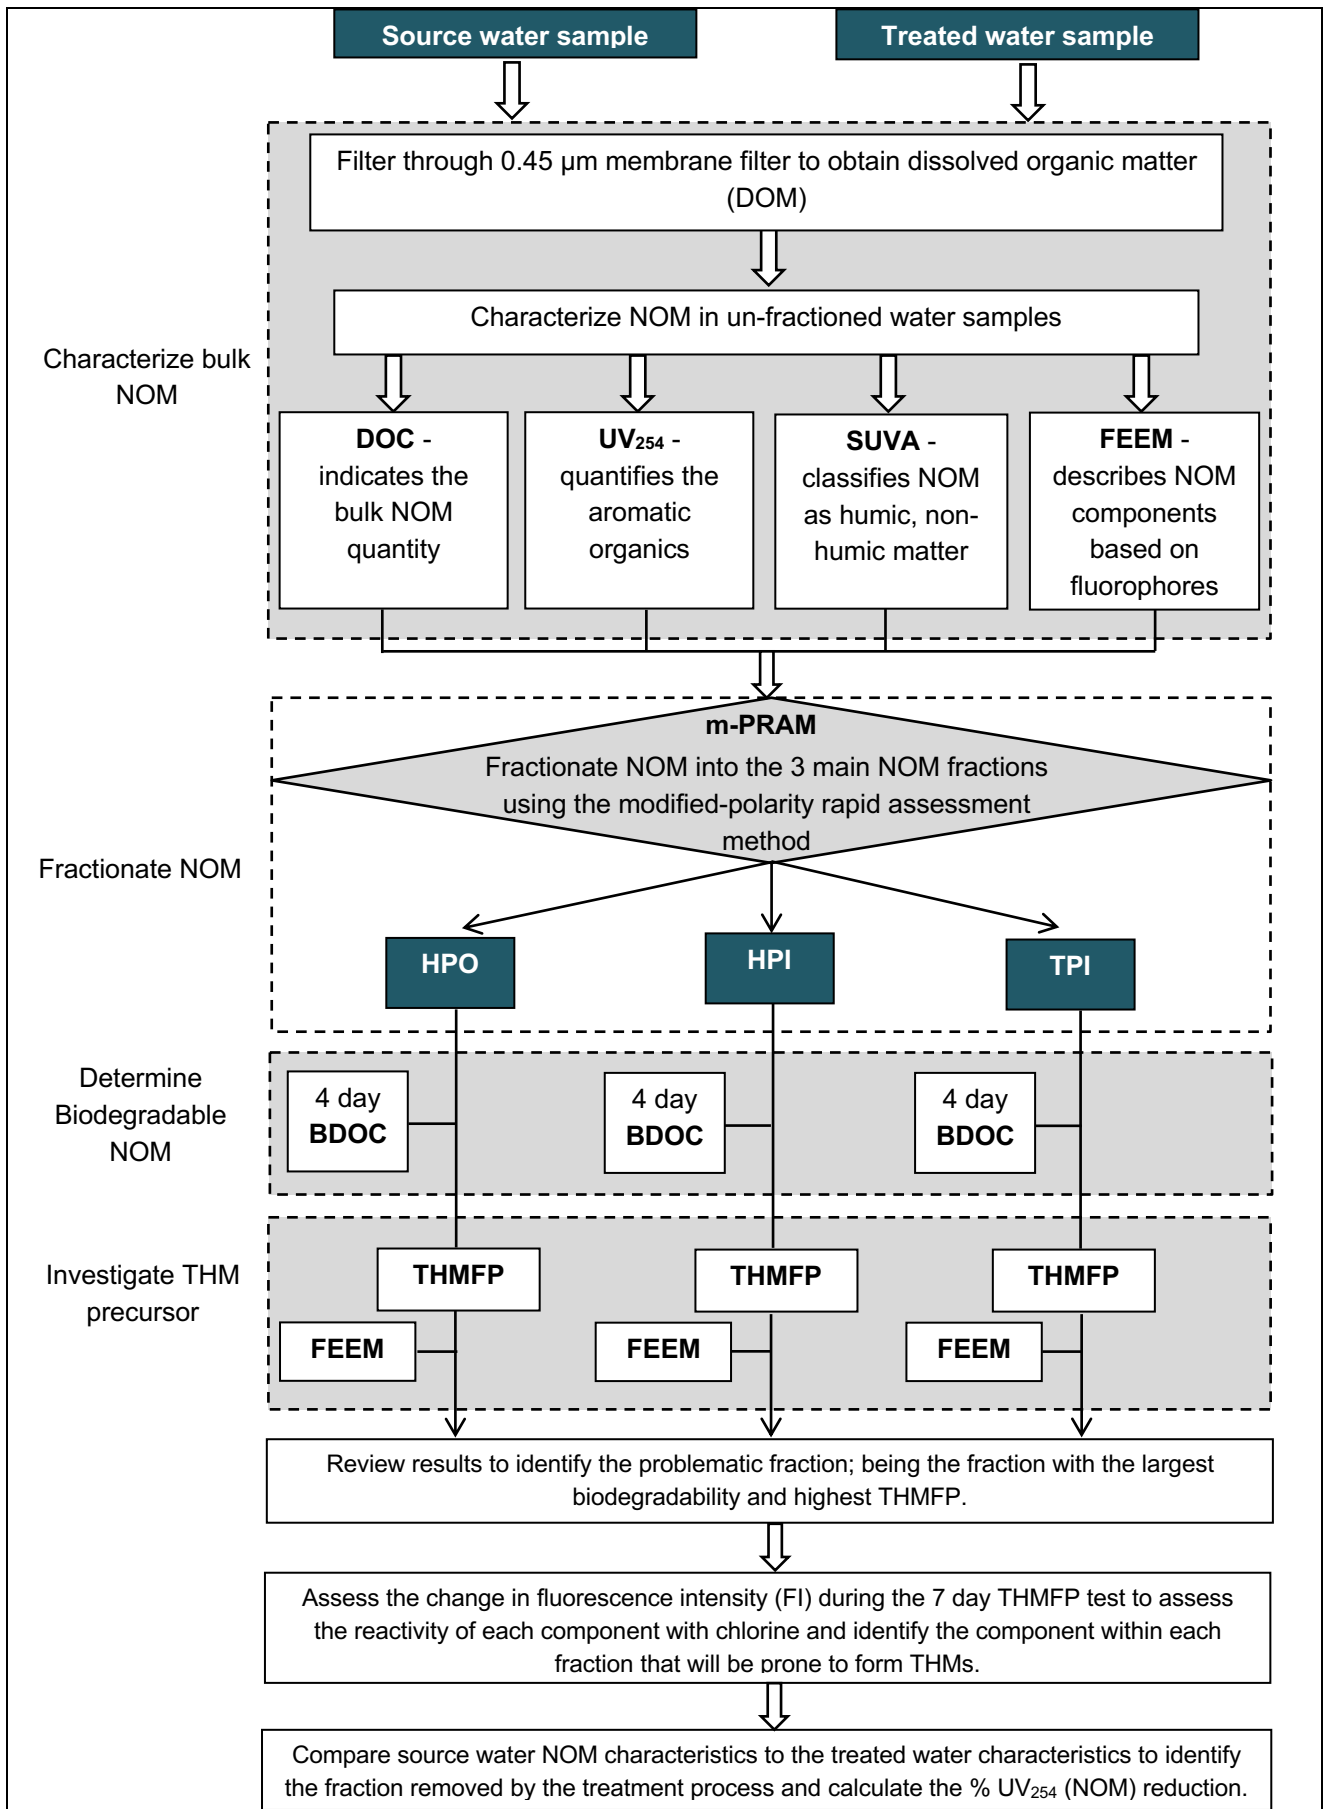 Source water sample
Treated water sample
Filter through 0.45 µm membrane filter to obtain dissolved organic matter
(DOM)
Characterize NOM in un-fractioned water samples
Characterize bulk
NOM
DOC -
indicates the
bulk NOM
quantity
UV254 -
quantifies the
aromatic
organics
SUVA -
classifies NOM
as humic, non-
humic matter
FEEM -
describes NOM
components
based on
fluorophores
m-PRAM
Fractionate NOM into the 3 main NOM fractions
using the modified-polarity rapid assessment
method
Fractionate NOM
HPO
HPI
TPI
Determine
Biodegradable
NOM
4 day
BDOC
4 day
BDOC
4 day
BDOC
Investigate THM
precursor
THMFP
THMFP
THMFP
FEEM
FEEM
FEEM
Review results to identify the problematic fraction; being the fraction with the largest
biodegradability and highest THMFP.
Assess the change in fluorescence intensity (FI) during the 7 day THMFP test to assess
the reactivity of each component with chlorine and identify the component within each
fraction that will be prone to form THMs.
Compare source water NOM characteristics to the treated water characteristics to identify
the fraction removed by the treatment process and calculate the % UV254 (NOM) reduction.